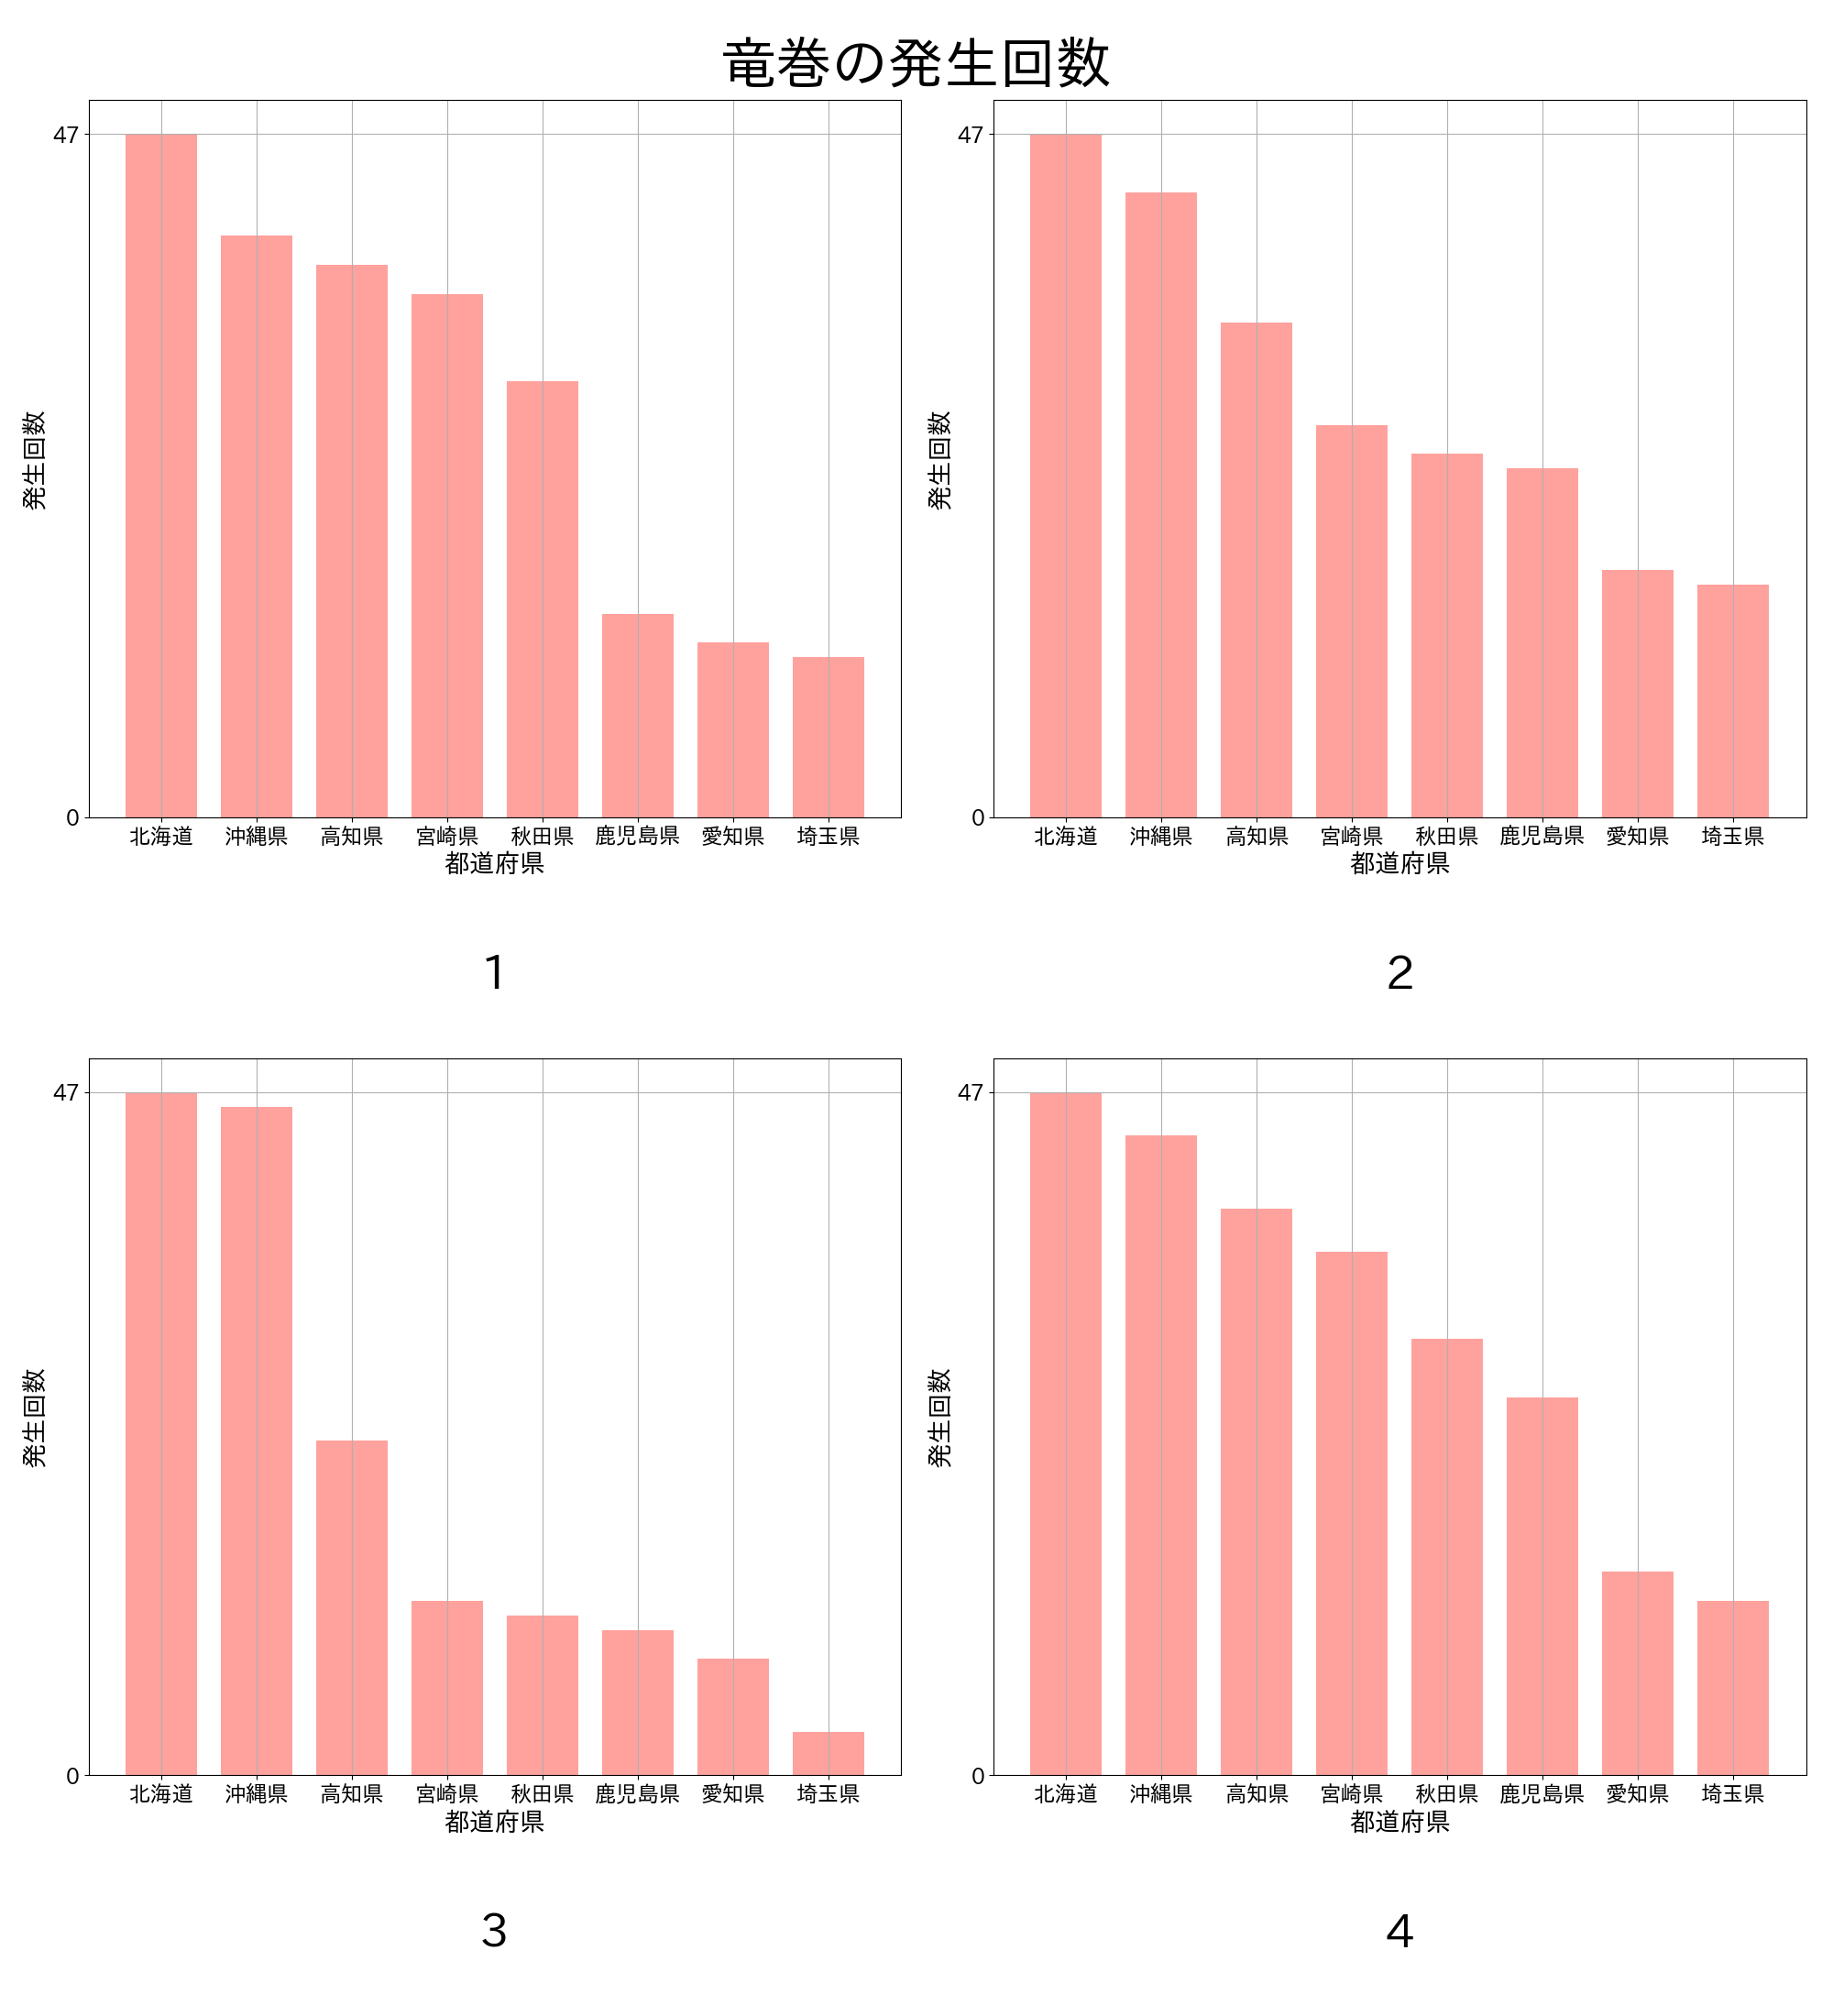 竜巻の発生回数
47
0
発生回数
北海道 沖縄県 高知県 宮崎県 秋田県 鹿児島県 愛知県 埼玉県
都道府県
1
47
0
発生回数
北海道 沖縄県 高知県 宮崎県 秋田県 鹿児島県 愛知県 埼玉県
都道府県
2
47
0
発生回数
北海道 沖縄県 高知県 宮崎県 秋田県 鹿児島県 愛知県 埼玉県
都道府県
3
47
0
発生回数
北海道 沖縄県 高知県 宮崎県 秋田県 鹿児島県 愛知県 埼玉県
都道府県
4